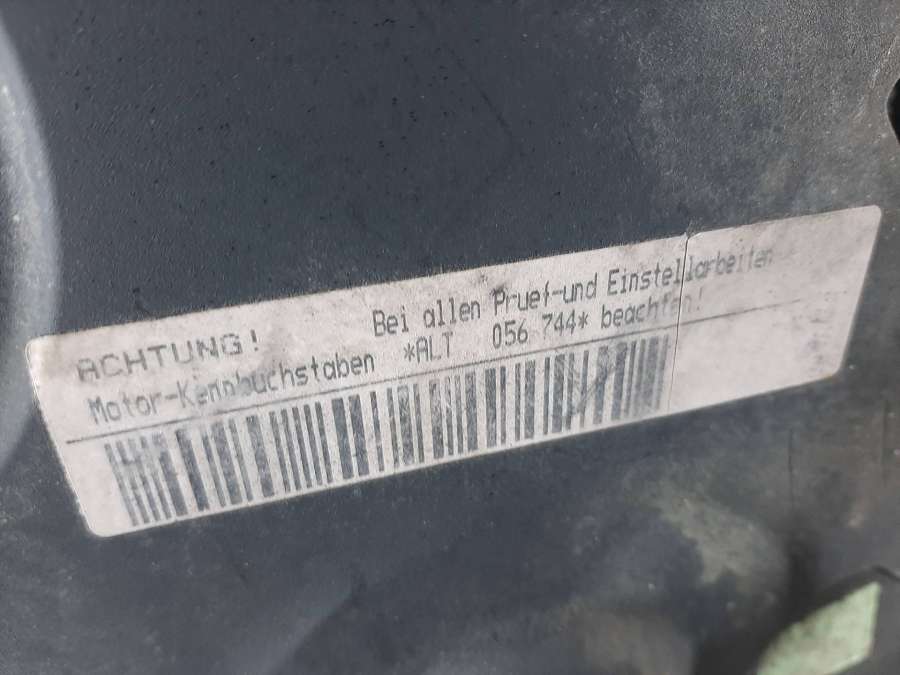 ACHTUNG! Bei allen Pruef-und Einstellarbeiten
Motor-Kennbuchstaben *ALT 056 744* beachten!